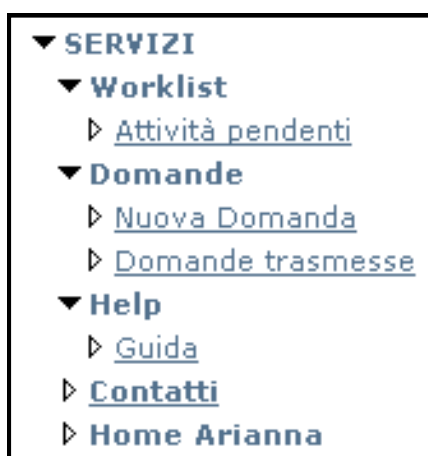 SERVIZI
Worklist
Attività pendenti
Domande
Nuova Domanda
Domande trasmesse
Help
Guida
Contatti
Home Arianna